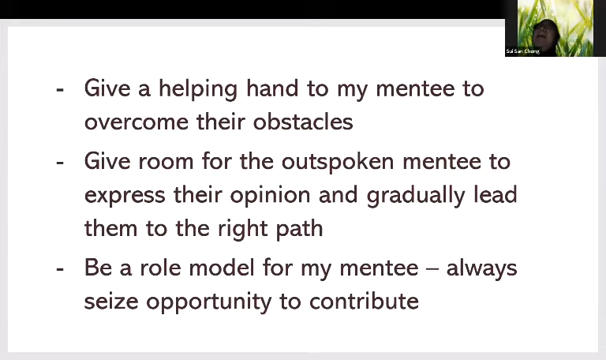 Sui San Chong
- Give a helping hand to my mentee to
overcome their obstacles
- Give room for the outspoken mentee to
express their opinion and gradually lead
them to the right path
- Be a role model for my mentee – always
seize opportunity to contribute